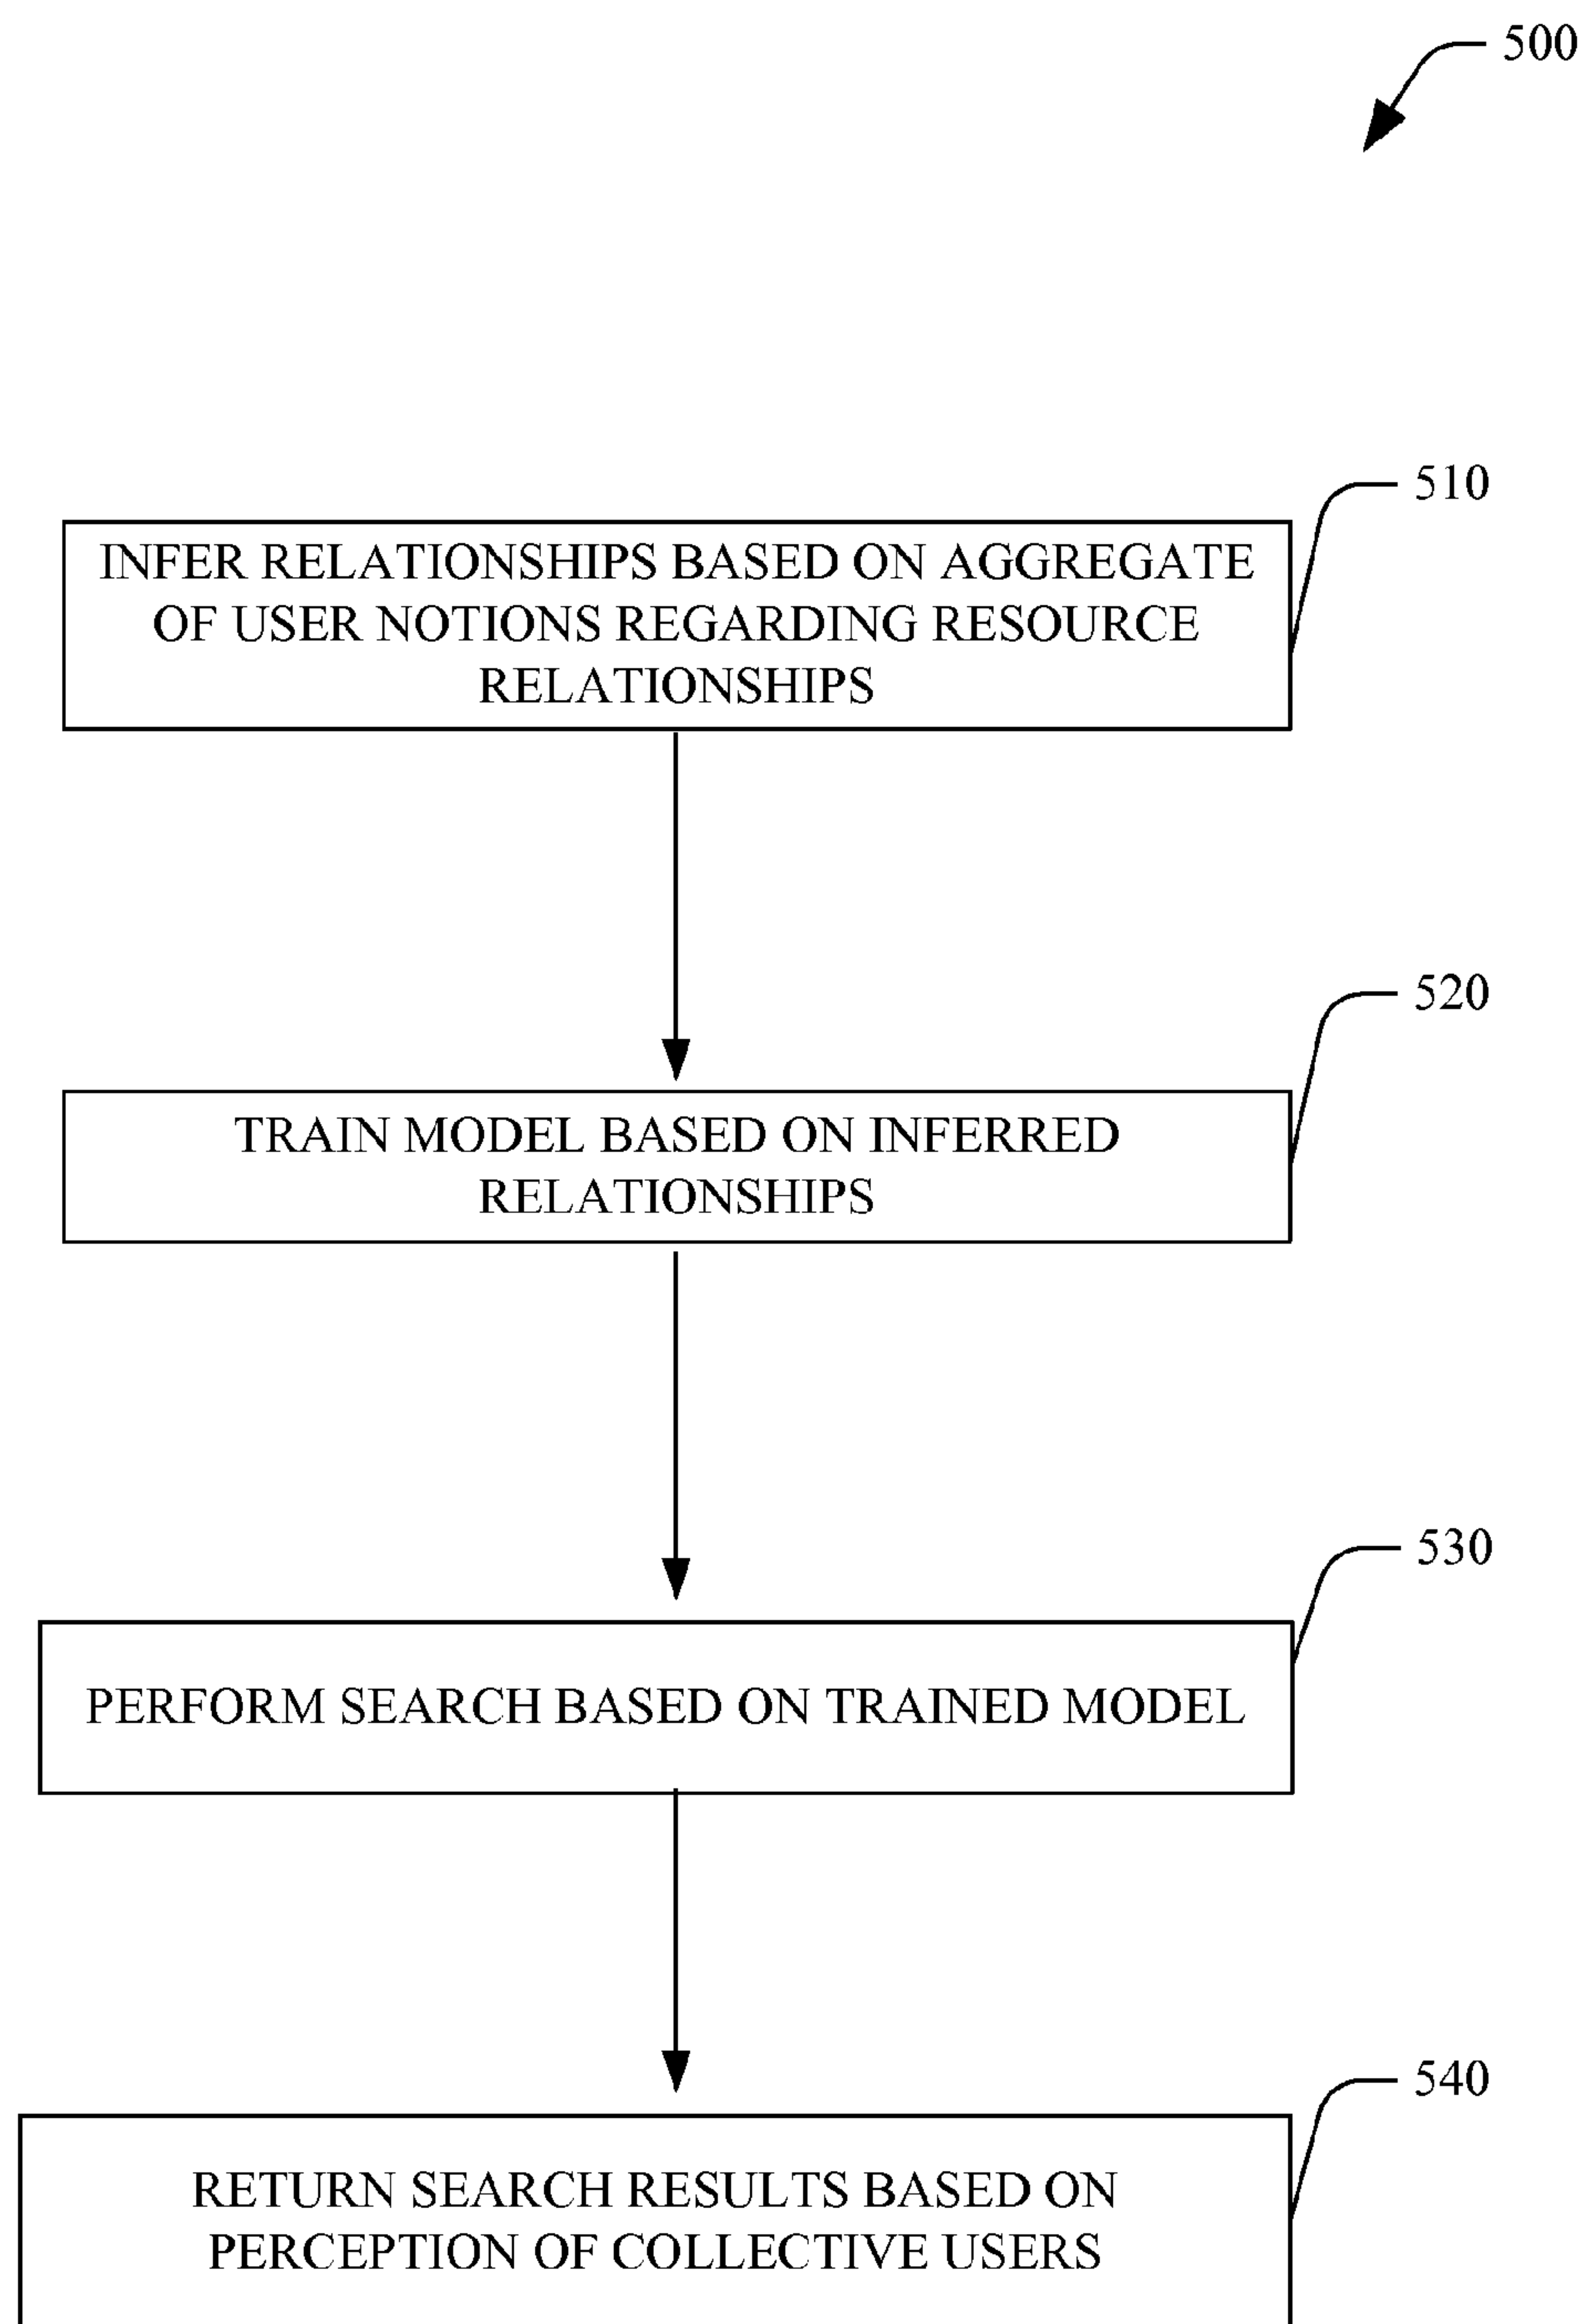 500
510
INFER RELATIONSHIPS BASED ON AGGREGATE
OF USER NOTIONS REGARDING RESOURCE
RELATIONSHIPS
520
TRAIN MODEL BASED ON INFERRED
RELATIONSHIPS
530
PERFORM SEARCH BASED ON TRAINED MODEL
540
RETURN SEARCH RESULTS BASED ON
PERCEPTION OF COLLECTIVE USERS